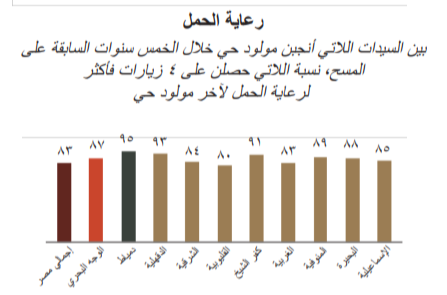 رعاية الحمل
بين السيدات اللاتي أنجبن مولود حي خلال الخمس سنوات السابقة على
المسح، نسبة اللاتي حصلن على ٤ زيارات فأكثر
لرعاية الحمل لآخر مولود حي
٨٣ ٨٧ ٩٥ ٩٣ ٨٤ ٨٠ ٩١ ٨٣ ٨٩ ٨٨ ٨٥
إجمالي مصر
الوجه البحري
دمياط
الدقهلية
الشرقية
القليوبية
كفر الشيخ
الغربية
المنوفية
البحيرة
الإسماعيلية